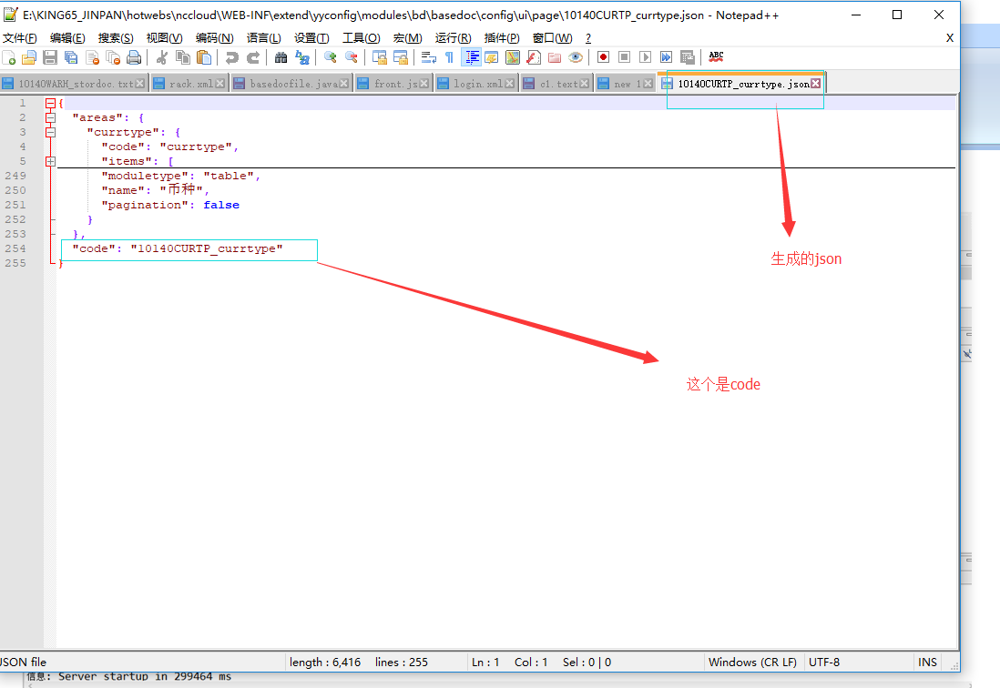 E:\KING65_JINPAN\hotwebs\nccloud\WEB-INF\extend\yyconfig\modules\bd\basedoc\config\ui\page\10140CURTP_currtype.json - Notepad++
文件(F) 编辑(E) 搜索(S) 视图(V) 编码(N) 语言(L) 设置(T) 工具(O) 宏(M) 运行(R) 插件(P) 窗口(W) ? X
ABC
10140WARH_stordoc.txt rack.xml basedocfile.java front.js login.xml c1.text new 1 10140CURTP_currtype.json
1 {
2 "areas": {
3 "currtype": {
4 "code": "currtype",
5 "items": [
249 "moduletype": "table",
250 "name": "币种",
251 "pagination": false
252 }
253 },
254 "code": "10140CURTP_currtype"
255 }
生成的json
这个是code
JSON file length : 6,416 lines : 255 Ln : 1 Col : 1 Sel : 0 | 0 Windows (CR LF) UTF-8 INS
信息: Server startup in 299464 ms